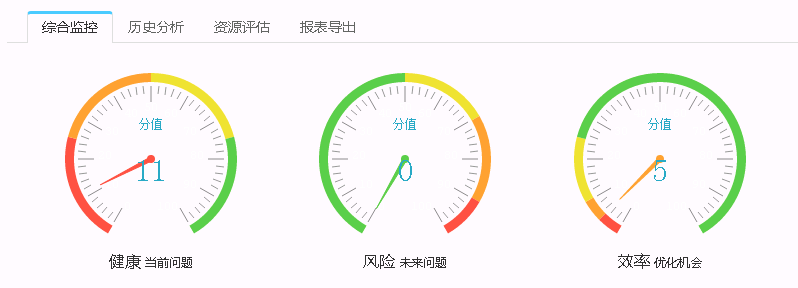 综合监控 历史分析 资源评估 报表导出
分值 分值 分值
11 0 5
健康 当前问题 风险 未来问题 效率 优化机会